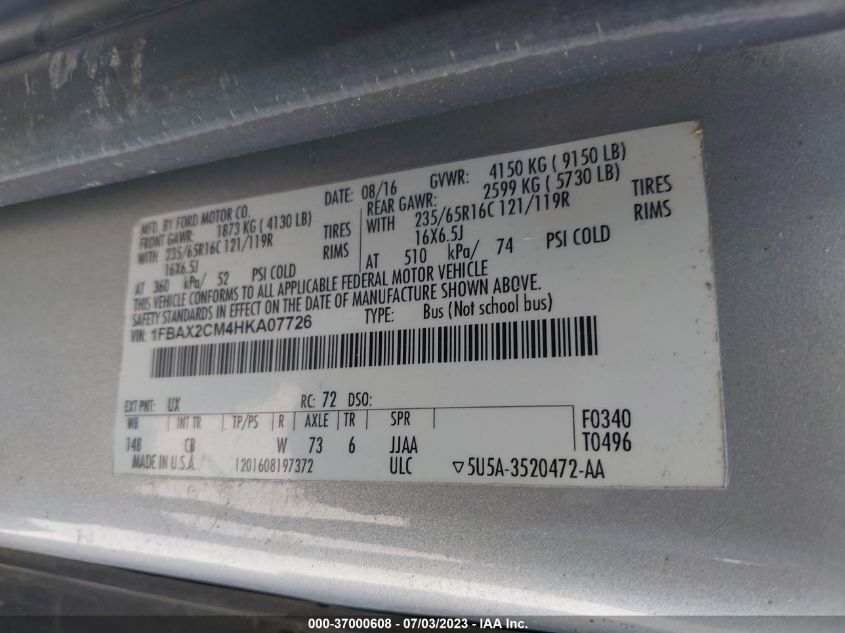 MFD. BY FORD MOTOR CO.
DATE: 08/16 GVWR: 4150 KG ( 9150 LB)
FRONT GAWR: 1873 KG ( 4130 LB)
REAR GAWR: 2599 KG ( 5730 LB)
WITH 235/65R16C 121/119R TIRES
WITH 235/65R16C 121/119R TIRES
16X6.5J RIMS
16X6.5J RIMS
AT 360 kPa/ 52 PSI COLD
AT 510 kPa/ 74 PSI COLD
THIS VEHICLE CONFORMS TO ALL APPLICABLE FEDERAL MOTOR VEHICLE
SAFETY STANDARDS IN EFFECT ON THE DATE OF MANUFACTURE SHOWN ABOVE.
VIN: 1FBAX2CM4HKA07726
TYPE: Bus (Not school bus)
EXT PNT: UX RC: 72 DSO:
WB INT TR TP/PS R AXLE TR SPR
148 CB W 73 6 JJAA
F0340
T0496
MADE IN U.S.A. 1201608197372 ULC ▽5U5A-3520472-AA
000-37000608 - 07/03/2023 - 5U5A Inc.